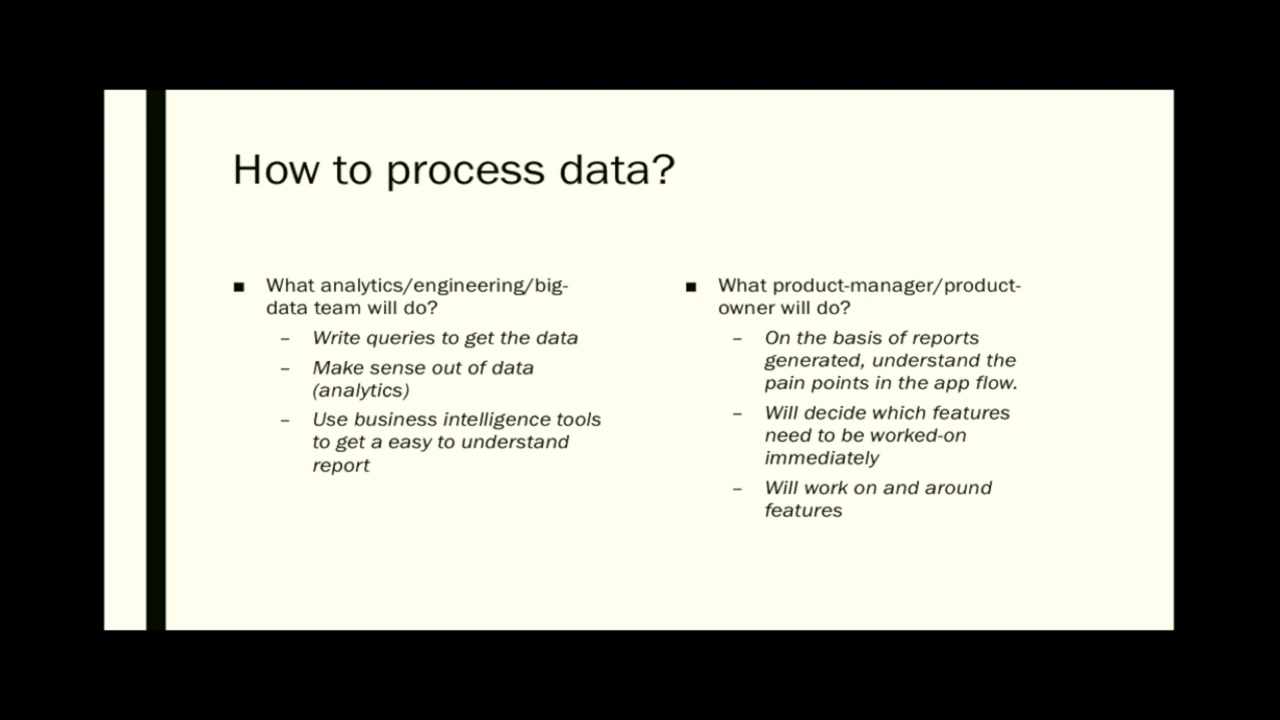 How to process data?
■ What analytics/engineering/big-
data team will do?
– Write queries to get the data
– Make sense out of data
(analytics)
– Use business intelligence tools
to get a easy to understand
report
■ What product-manager/product-
owner will do?
– On the basis of reports
generated, understand the
pain points in the app flow.
– Will decide which features
need to be worked-on
immediately
– Will work on and around
features